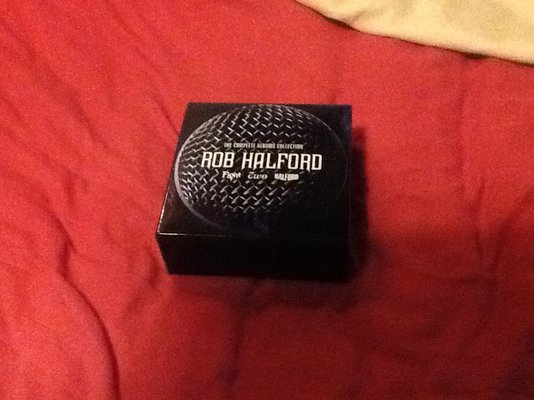 THE COMPLETE ALBUMS COLLECTION
ROB HALFORD
Fight Two HALFORD